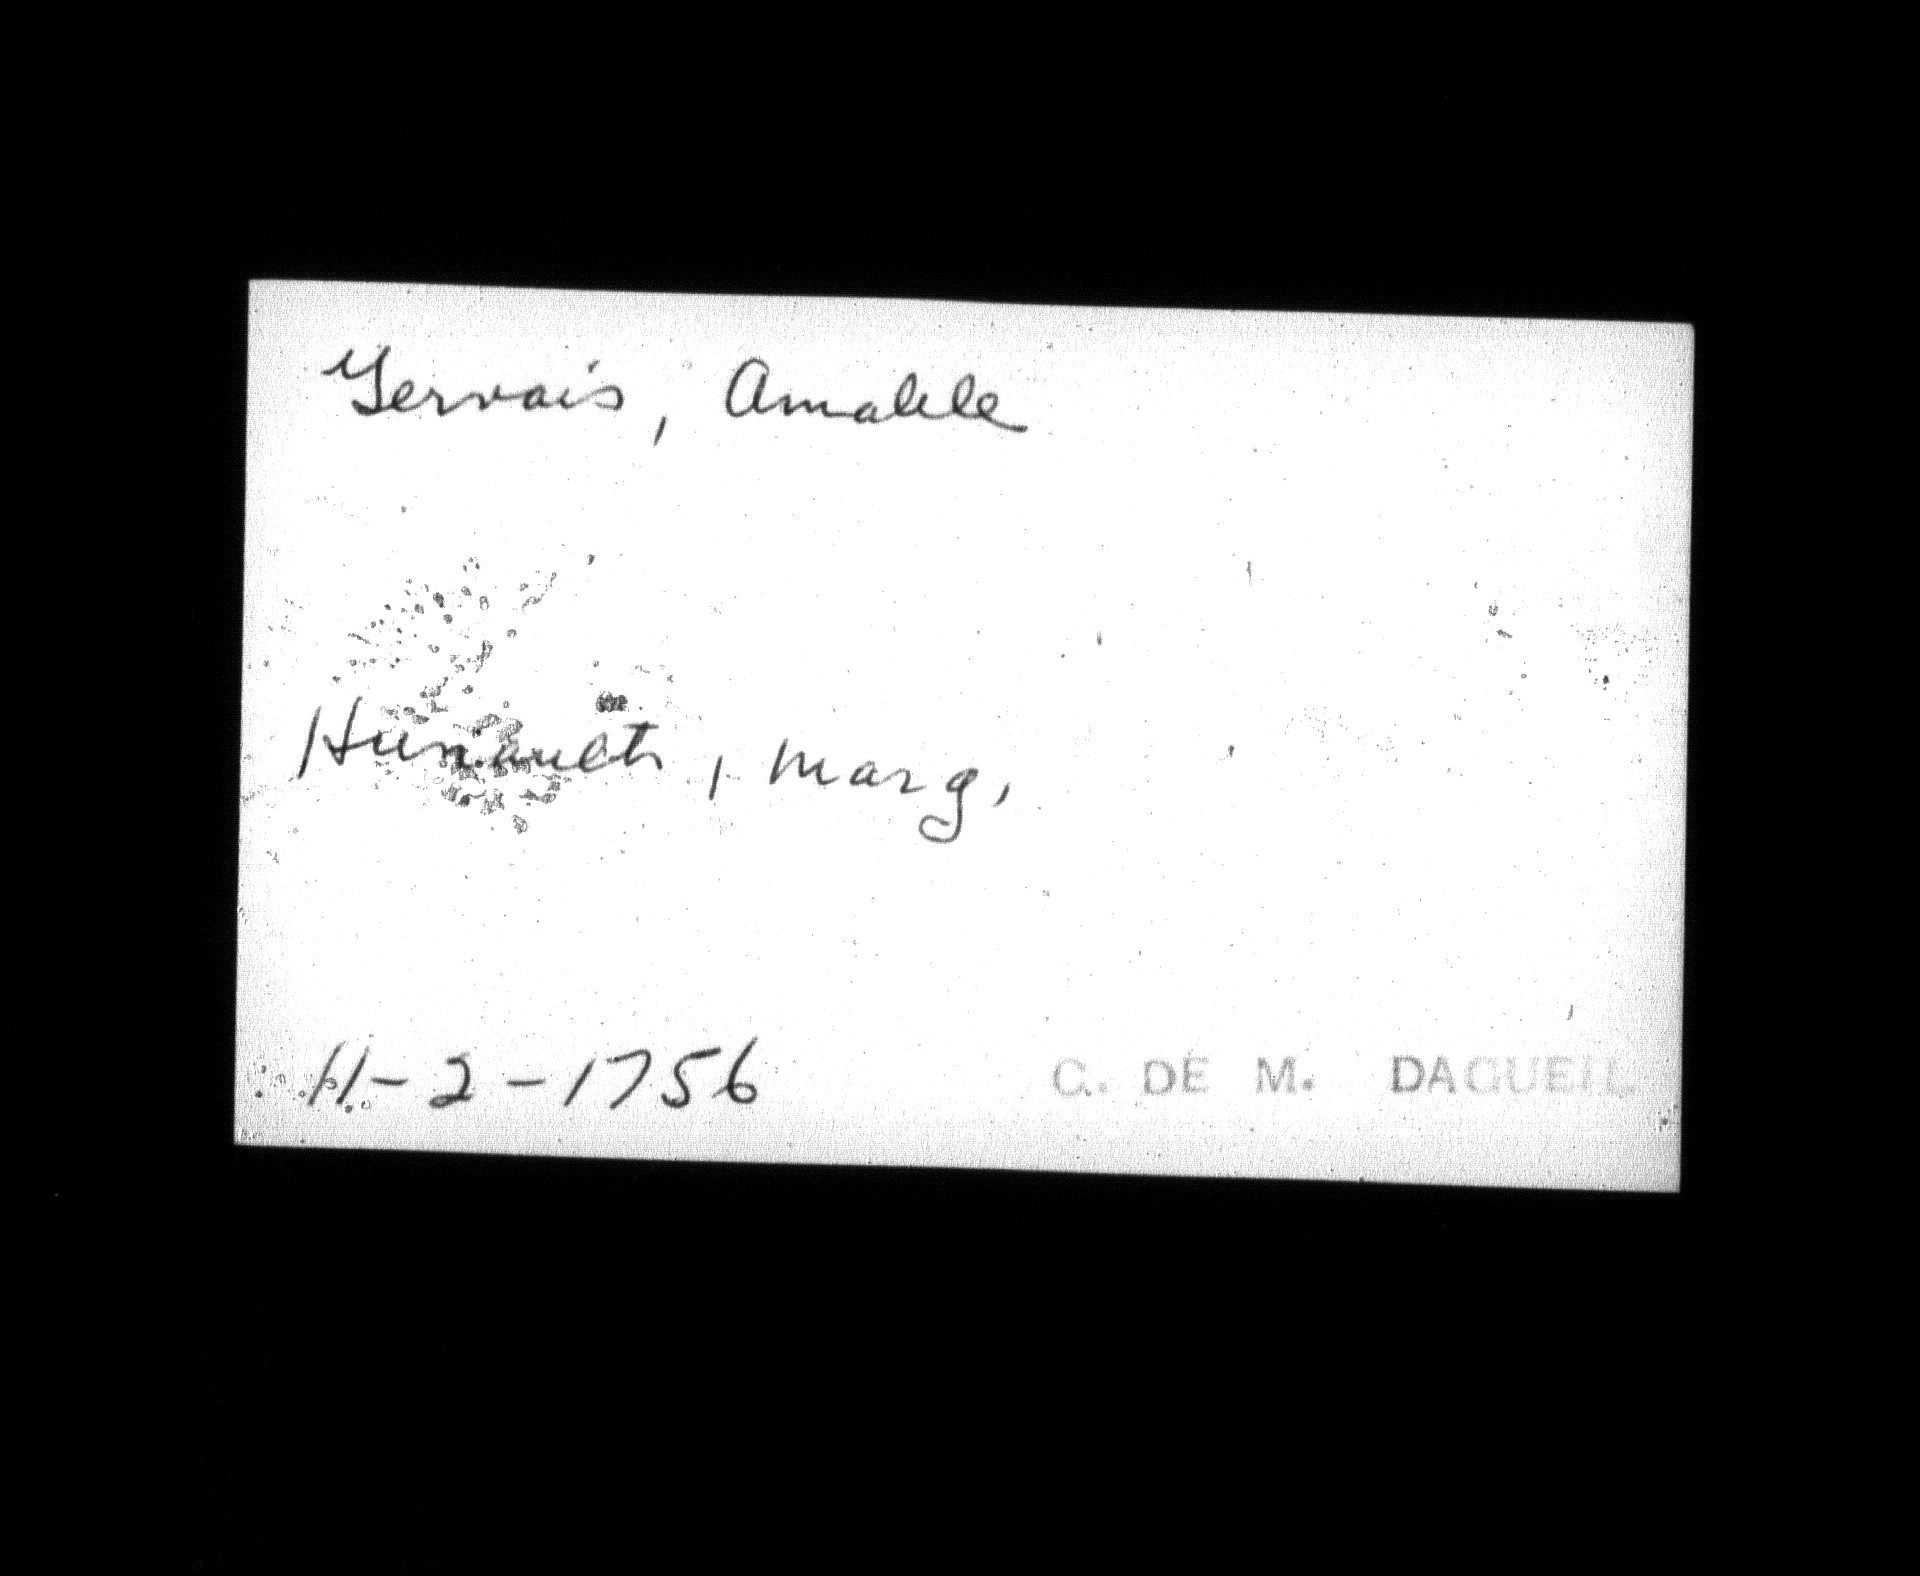 Gervais, Amable
Hunault, Marg.
11-2-1756 C. DE M. DAGUEIL